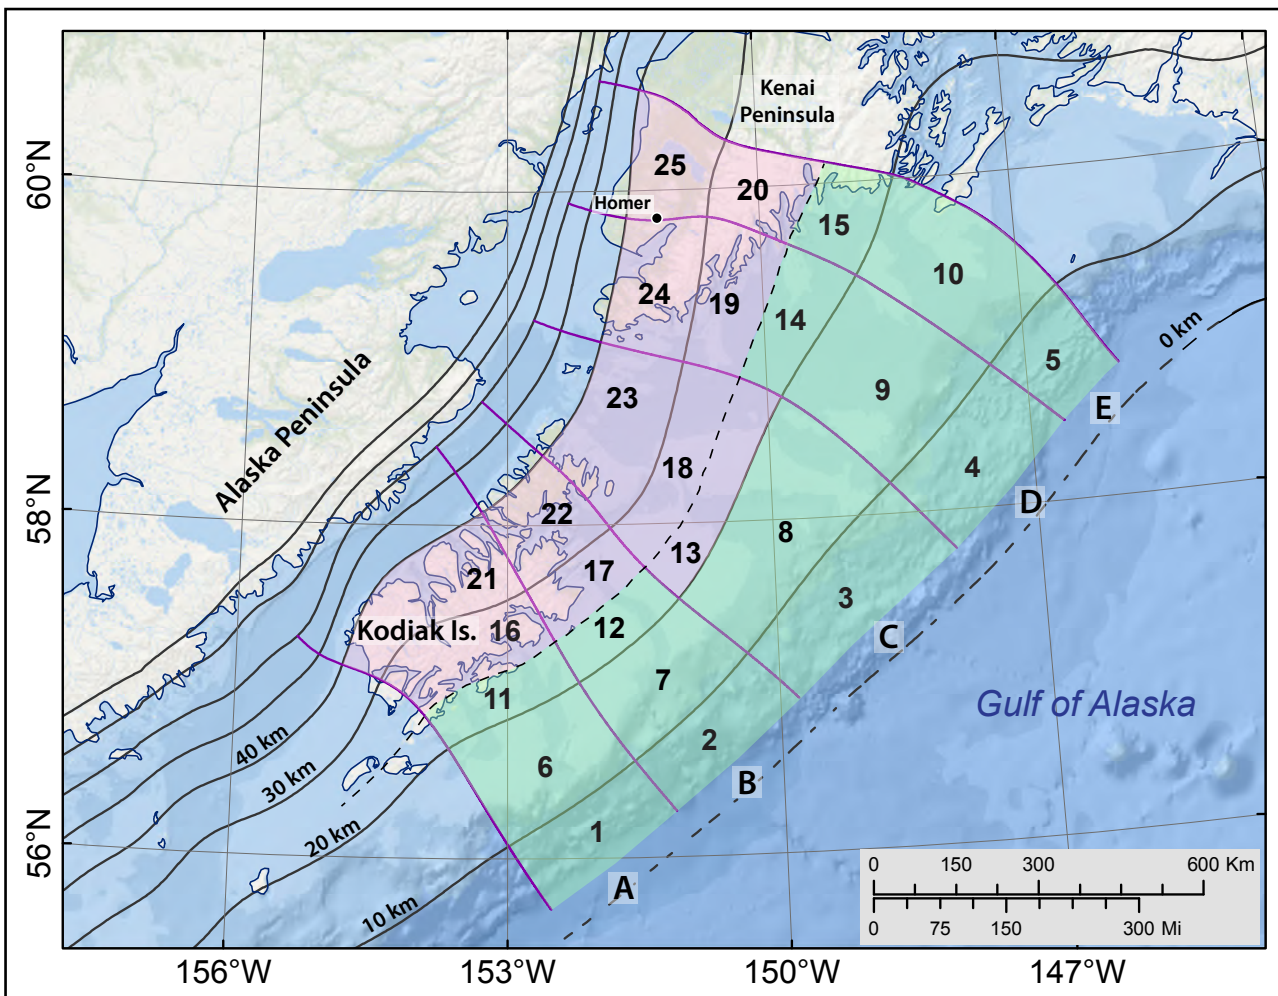 Kenai
Peninsula
60°N
25
20
Homer
15
10
24
19
14
0 km
5
9
E
Alaska Peninsula
23
18
4
58°N
22
8
D
13
21
17
3
Kodiak Is.
16
12
C
11
7
Gulf of Alaska
40 km
2
6
30 km
B
20 km
1
56°N
A
10 km
0 150 300 600 Km
0 75 150 300 Mi
156°W 153°W 150°W 147°W